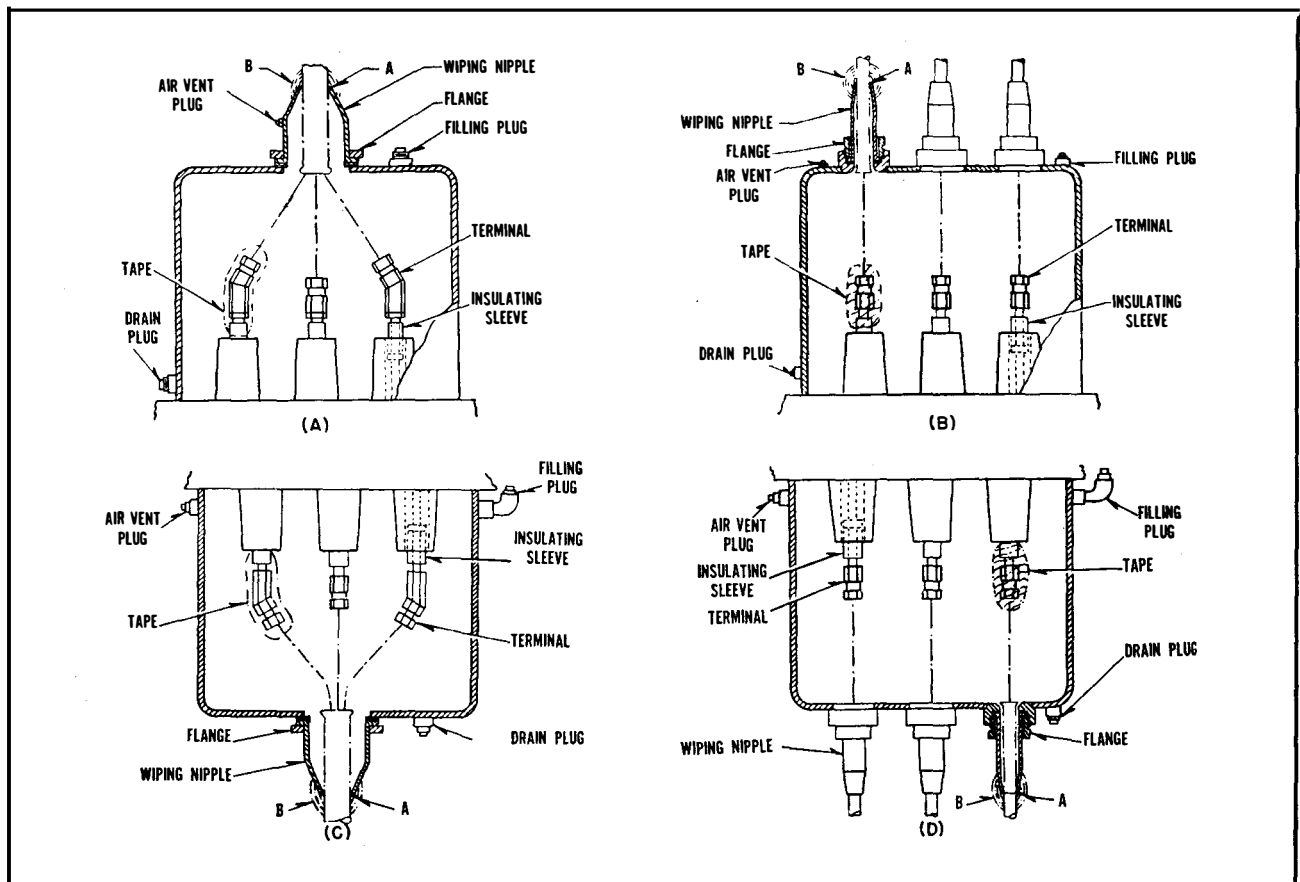 B
A
WIPING NIPPLE
AIR VENT
PLUG
FLANGE
FILLING PLUG
TERMINAL
TAPE
INSULATING
SLEEVE
DRAIN
PLUG
(A)
B
A
WIPING NIPPLE
FLANGE
AIR VENT
PLUG
FILLING PLUG
TERMINAL
TAPE
INSULATING
SLEEVE
DRAIN PLUG
(B)
FILLING
PLUG
AIR VENT
PLUG
INSULATING
SLEEVE
TAPE
TERMINAL
FLANGE
DRAIN PLUG
WIPING NIPPLE
B
A
(C)
AIR VENT
PLUG
FILLING
PLUG
INSULATING
SLEEVE
TAPE
TERMINAL
DRAIN PLUG
WIPING NIPPLE
FLANGE
B
A
(D)